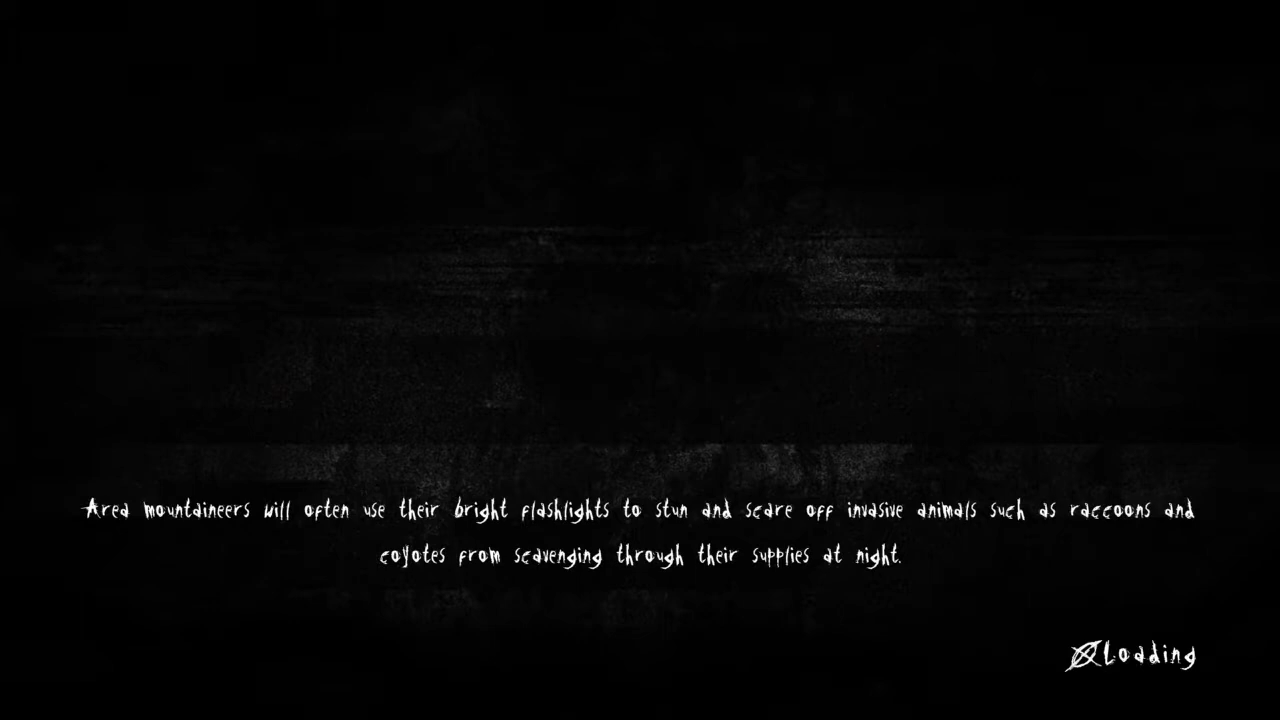 Area mountaineers will often use their bright flashlights to stun and scare off invasive animals such as raccoons and
coyotes from scavenging through their supplies at night.
Loading